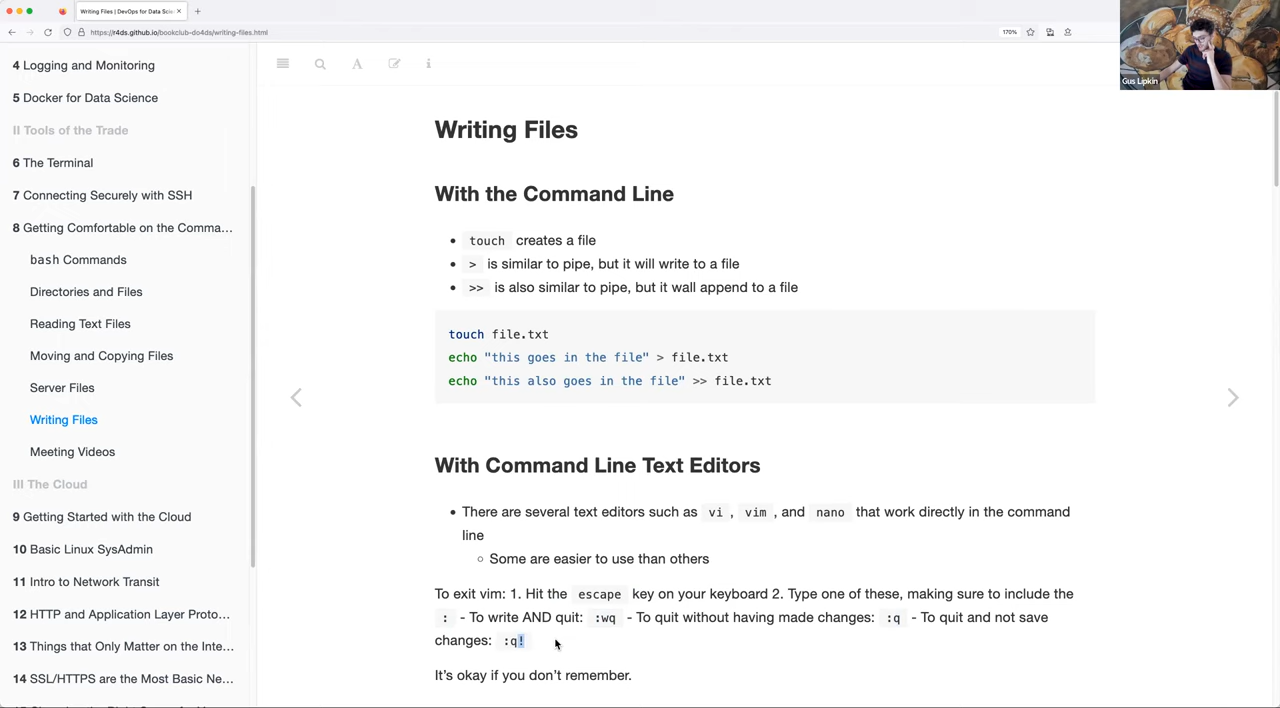 Writing Files | DevOps for Data Scie
https://r4ds.github.io/bookclub-do4ds/writing-files.html
170%
Gus Lipkin
4 Logging and Monitoring
5 Docker for Data Science
II Tools of the Trade
6 The Terminal
7 Connecting Securely with SSH
8 Getting Comfortable on the Comma…
bash Commands
Directories and Files
Reading Text Files
Moving and Copying Files
Server Files
Writing Files
Meeting Videos
III The Cloud
9 Getting Started with the Cloud
10 Basic Linux SysAdmin
11 Intro to Network Transit
12 HTTP and Application Layer Proto…
13 Things that Only Matter on the Inte…
14 SSL/HTTPS are the Most Basic Ne…
Writing Files
With the Command Line
• touch creates a file
• > is similar to pipe, but it will write to a file
• >> is also similar to pipe, but it wall append to a file
touch file.txt
echo "this goes in the file" > file.txt
echo "this also goes in the file" >> file.txt
With Command Line Text Editors
• There are several text editors such as vi , vim , and nano that work directly in the command
line
○ Some are easier to use than others
To exit vim: 1. Hit the escape key on your keyboard 2. Type one of these, making sure to include the
: - To write AND quit: :wq - To quit without having made changes: :q - To quit and not save
changes: :q!
It's okay if you don't remember.